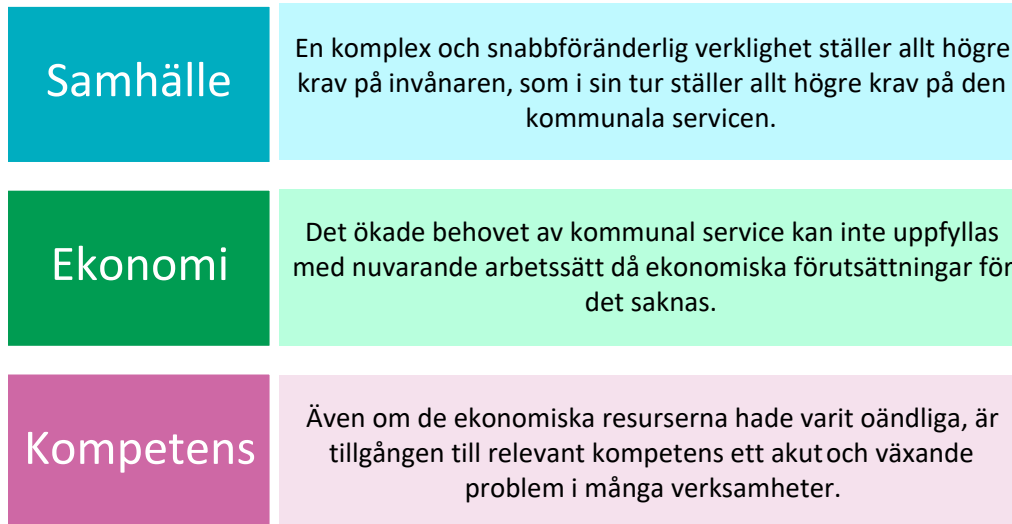 Samhälle
En komplex och snabbföränderlig verklighet ställer allt högre
krav på invånaren, som i sin tur ställer allt högre krav på den
kommunala servicen.
Ekonomi
Det ökade behovet av kommunal service kan inte uppfyllas
med nuvarande arbetssätt då ekonomiska förutsättningar för
det saknas.
Kompetens
Även om de ekonomiska resurserna hade varit oändliga, är
tillgången till relevant kompetens ett akut och växande
problem i många verksamheter.